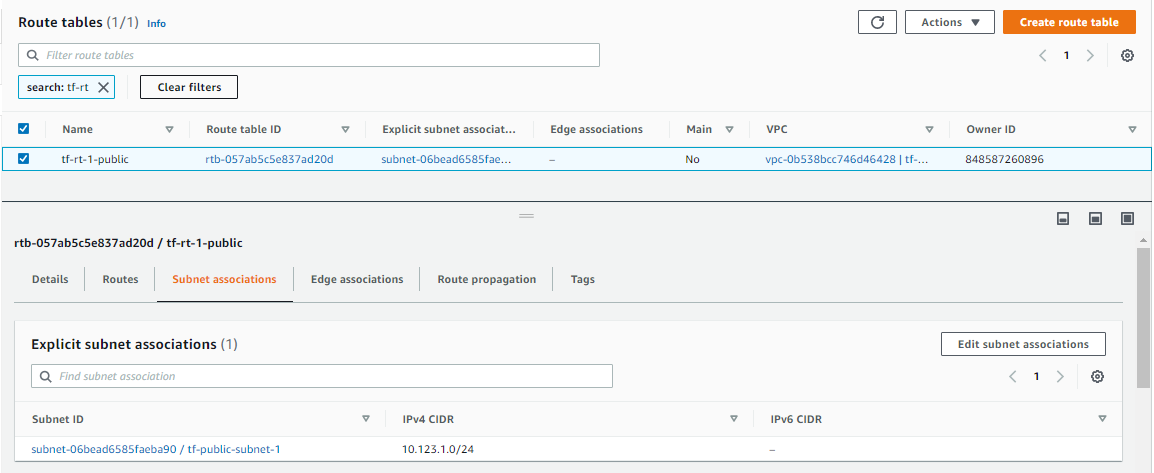 Route tables (1/1) Info
Actions
Create route table
Filter route tables
1
search: tf-rt
Clear filters
Name Route table ID Explicit subnet associat... Edge associations Main VPC Owner ID
tf-rt-1-public rtb-057ab5c5e837ad20d subnet-06bead6585fae... – No vpc-0b538bcc746d46428 | tf-... 848587260896
rtb-057ab5c5e837ad20d / tf-rt-1-public
Details Routes Subnet associations Edge associations Route propagation Tags
Explicit subnet associations (1)
Edit subnet associations
Find subnet association
1
Subnet ID IPv4 CIDR IPv6 CIDR
subnet-06bead6585faeba90 / tf-public-subnet-1 10.123.1.0/24 –